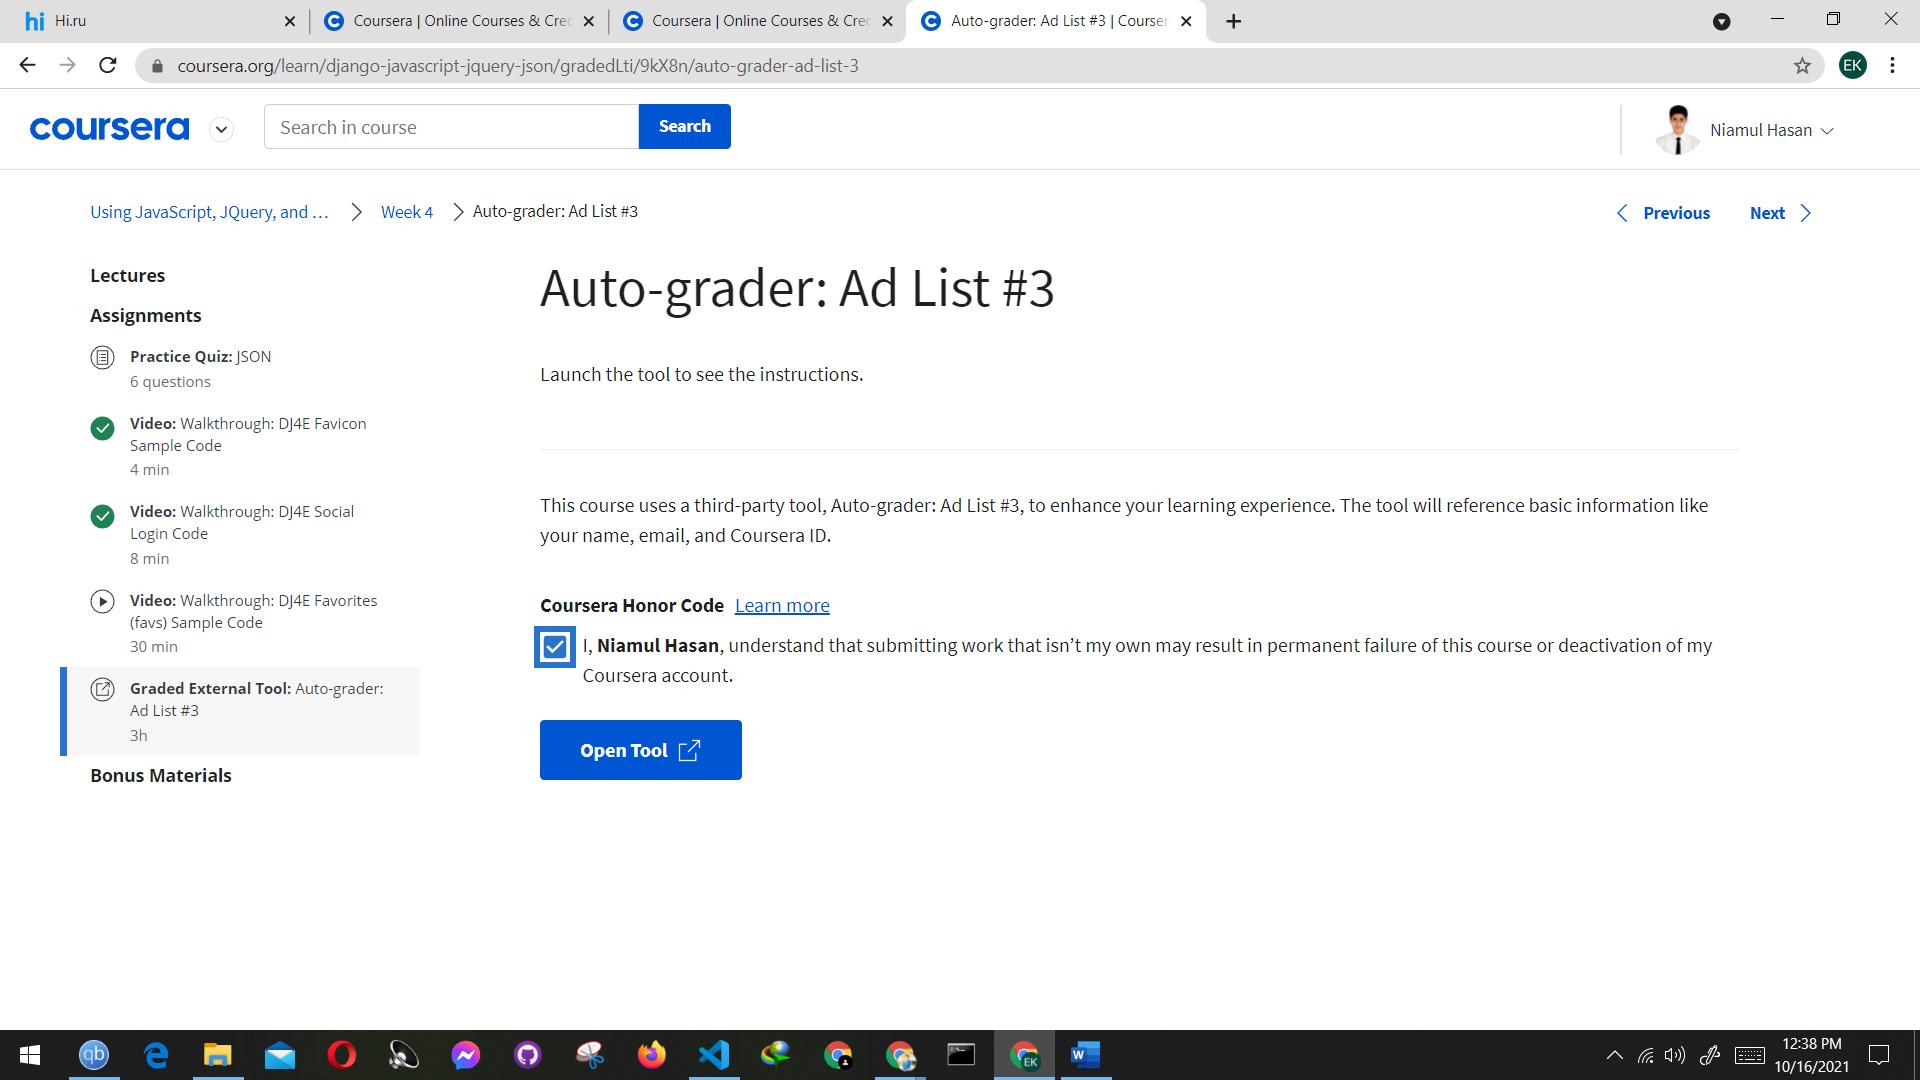 Hi.ru
Coursera | Online Courses & Crec
Coursera | Online Courses & Crec
Auto-grader: Ad List #3 | Courser
coursera.org/learn/django-javascript-jquery-json/gradedLti/9kX8n/auto-grader-ad-list-3
EK
coursera
Search in course
Search
Niamul Hasan
Using JavaScript, JQuery, and ...
Week 4
Auto-grader: Ad List #3
Previous
Next
Lectures
Assignments
Practice Quiz: JSON
6 questions
Video: Walkthrough: DJ4E Favicon
Sample Code
4 min
Video: Walkthrough: DJ4E Social
Login Code
8 min
Video: Walkthrough: DJ4E Favorites
(favs) Sample Code
30 min
Graded External Tool: Auto-grader:
Ad List #3
3h
Bonus Materials
Auto-grader: Ad List #3
Launch the tool to see the instructions.
This course uses a third-party tool, Auto-grader: Ad List #3, to enhance your learning experience. The tool will reference basic information like
your name, email, and Coursera ID.
Coursera Honor Code Learn more
I, Niamul Hasan, understand that submitting work that isn’t my own may result in permanent failure of this course or deactivation of my
Coursera account.
Open Tool
12:38 PM
10/16/2021